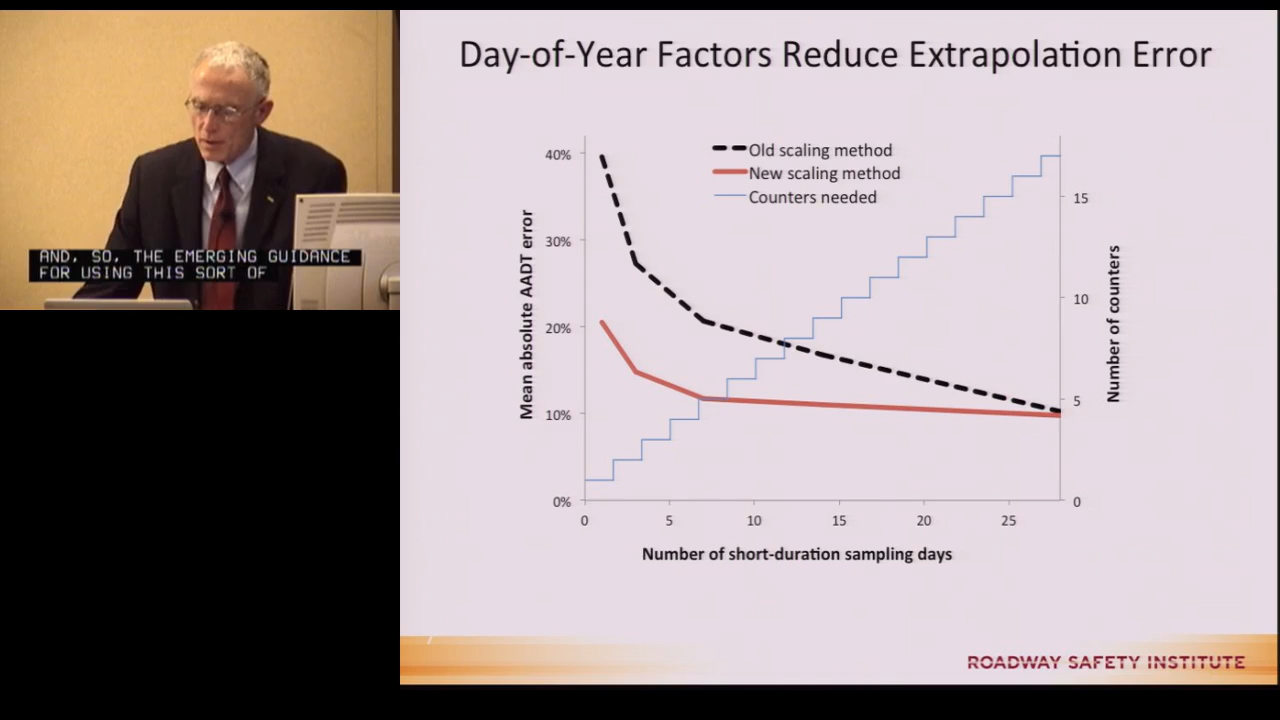 AND, SO, THE EMERGING GUIDANCE
FOR USING THIS SORT OF
Day-of-Year Factors Reduce Extrapolation Error
Old scaling method
New scaling method
Counters needed
40%
30%
20%
10%
0%
Mean absolute AADT error
15
10
5
0
Number of counters
0 5 10 15 20 25
Number of short-duration sampling days
ROADWAY SAFETY INSTITUTE